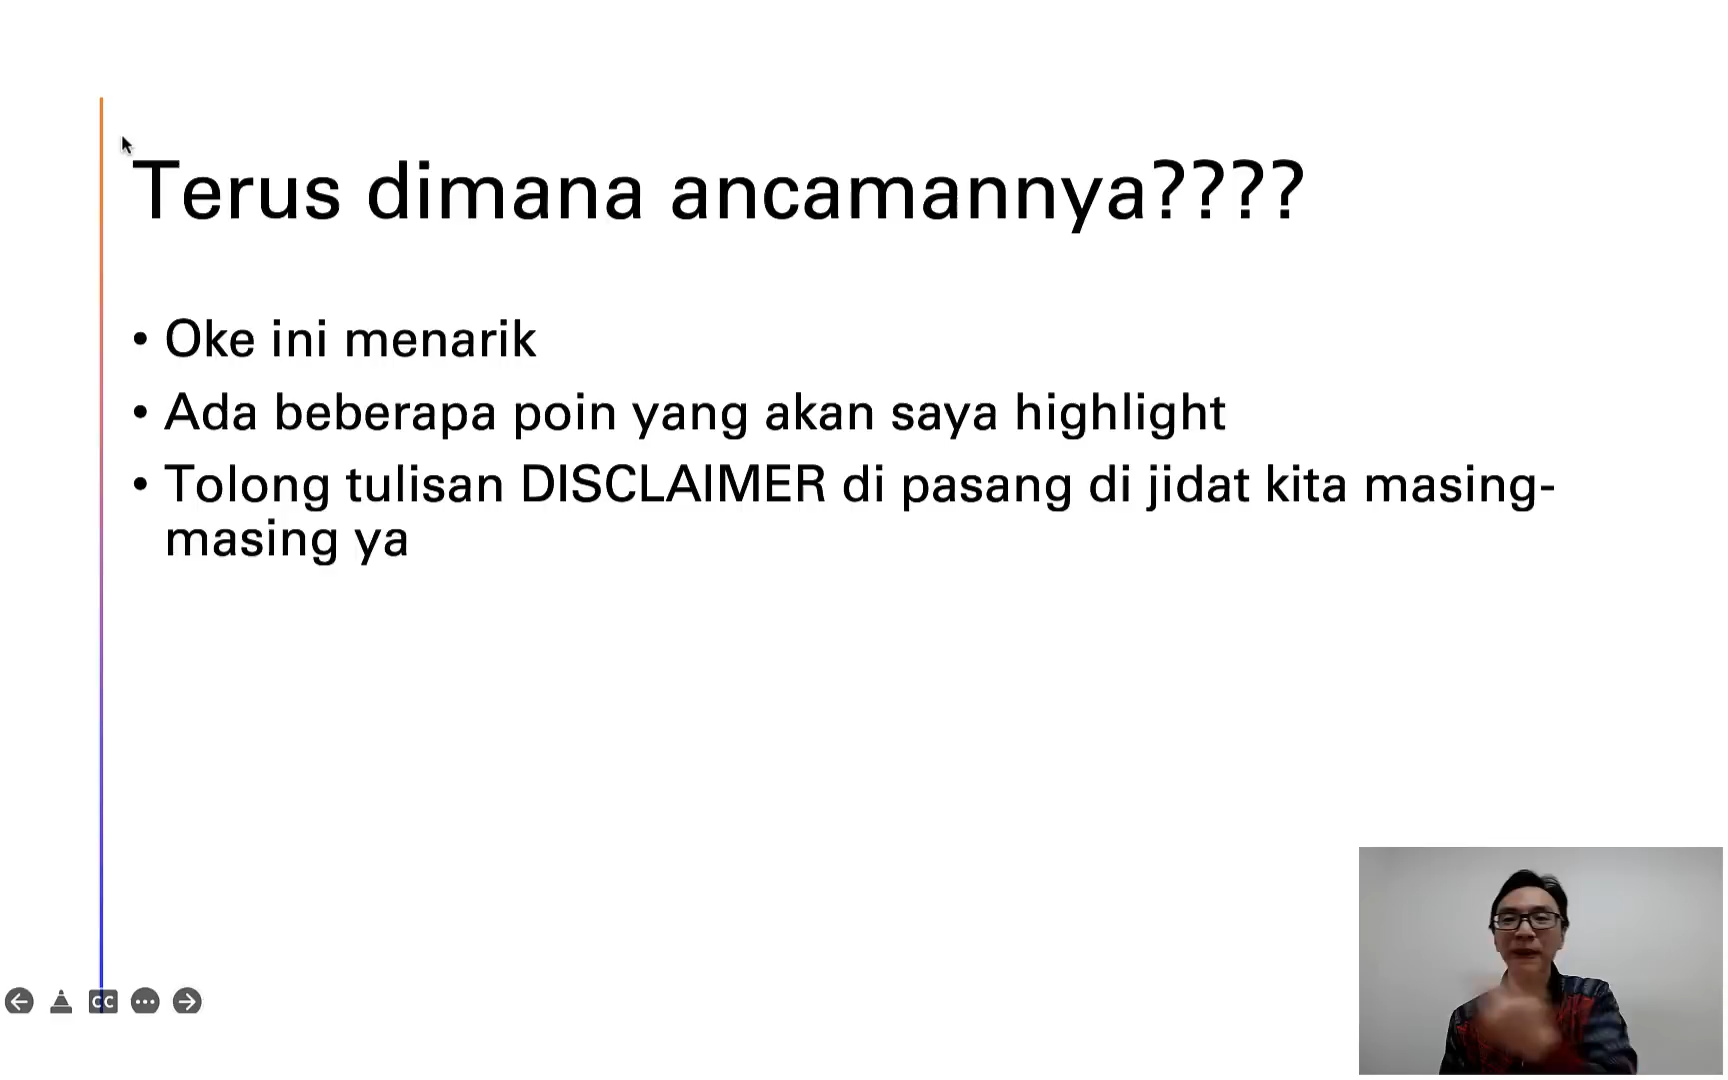 Terus dimana ancamannya????
• Oke ini menarik
• Ada beberapa poin yang akan saya highlight
• Tolong tulisan DISCLAIMER di pasang di jidat kita masing-
masing ya
CC